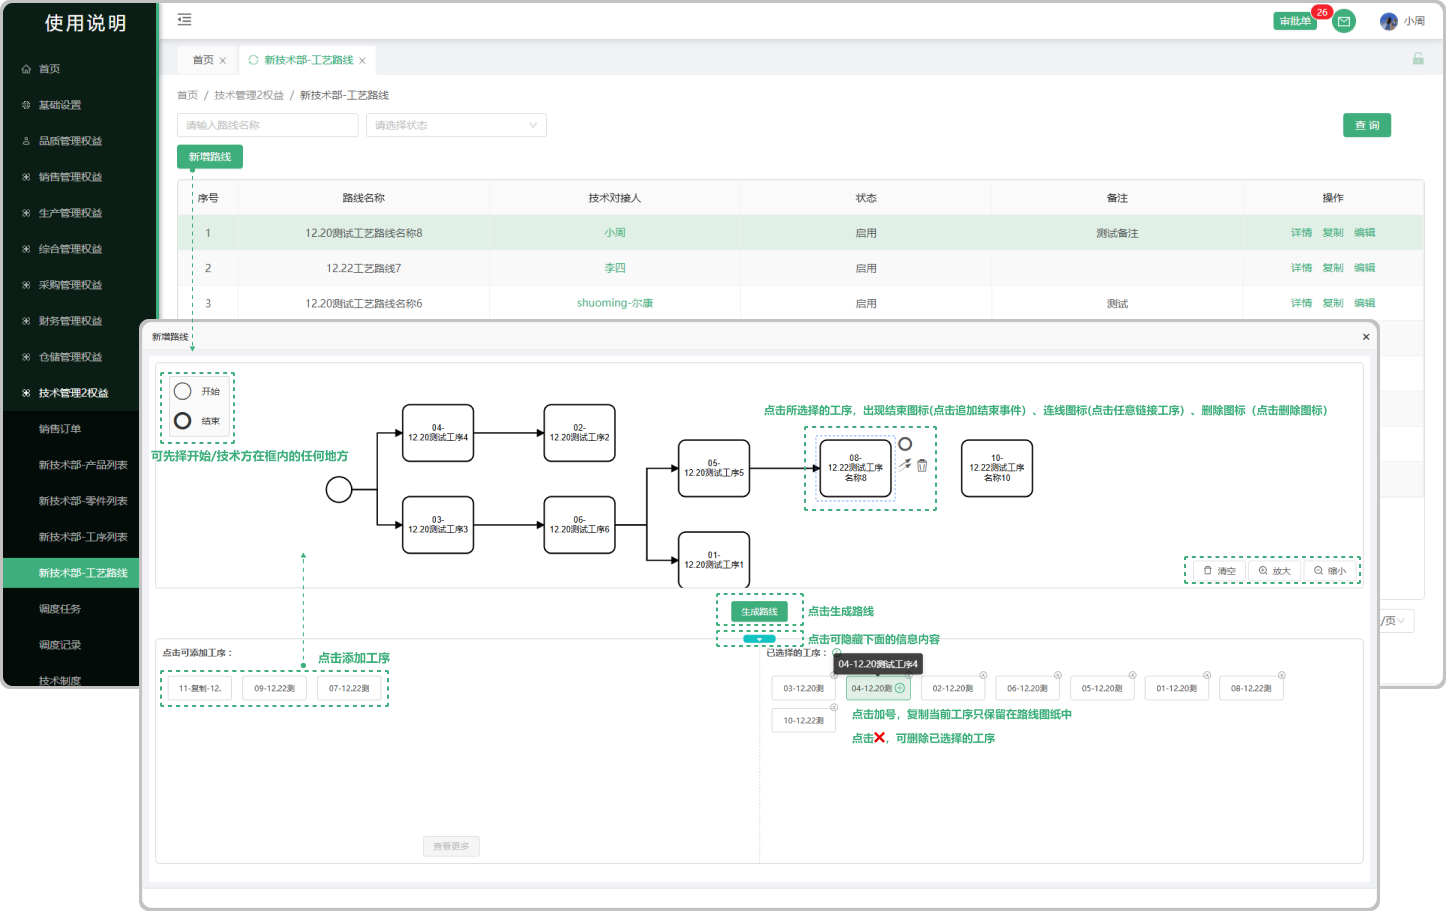 使用说明
审批单
26
小周
首页
基础设置
品质管理权益
销售管理权益
生产管理权益
综合管理权益
采购管理权益
财务管理权益
仓储管理权益
技术管理2权益
销售订单
新技术部-产品列表
新技术部-零件列表
新技术部-工序列表
新技术部-工艺路线
调度任务
调度记录
技术制度
首页 ×
新技术部-工艺路线 ×
首页 / 技术管理2权益 / 新技术部-工艺路线
请输入路线名称
请选择状态
查 询
新增路线
序号 路线名称 技术对接人 状态 备注 操作
1 12.20测试工艺路线名称8 小周 启用 测试备注 详情 复制 编辑
2 12.22工艺路线7 李四 启用 详情 复制 编辑
3 12.20测试工艺路线名称6 shuoming-尔康 启用 测试 详情 复制 编辑
/页
新增路线
×
开始
结束
可先择开始/技术方在框内的任何地方
04-
12.20测试工序4
02-
12.20测试工序2
03-
12.20测试工序3
06-
12.20测试工序6
05-
12.20测试工序5
01-
12.20测试工序1
点击所选择的工序，出现结束图标(点击追加结束事件）、连线图标(点击任意链接工序）、删除图标（点击删除图标）
08-
12.22测试工序
名称8
10-
12.22测试工序
名称10
清空
放大
缩小
生成路线
点击生成路线
点击可隐藏下面的信息内容
点击可添加工序：
点击添加工序
11-复制-12.
09-12.22测
07-12.22测
查看更多
已选择的工序：
04-12.20测试工序4
03-12.20测
04-12.20测
02-12.20测
06-12.20测
05-12.20测
01-12.20测
08-12.22测
10-12.22测
点击加号，复制当前工序只保留在路线图纸中
点击❌，可删除已选择的工序